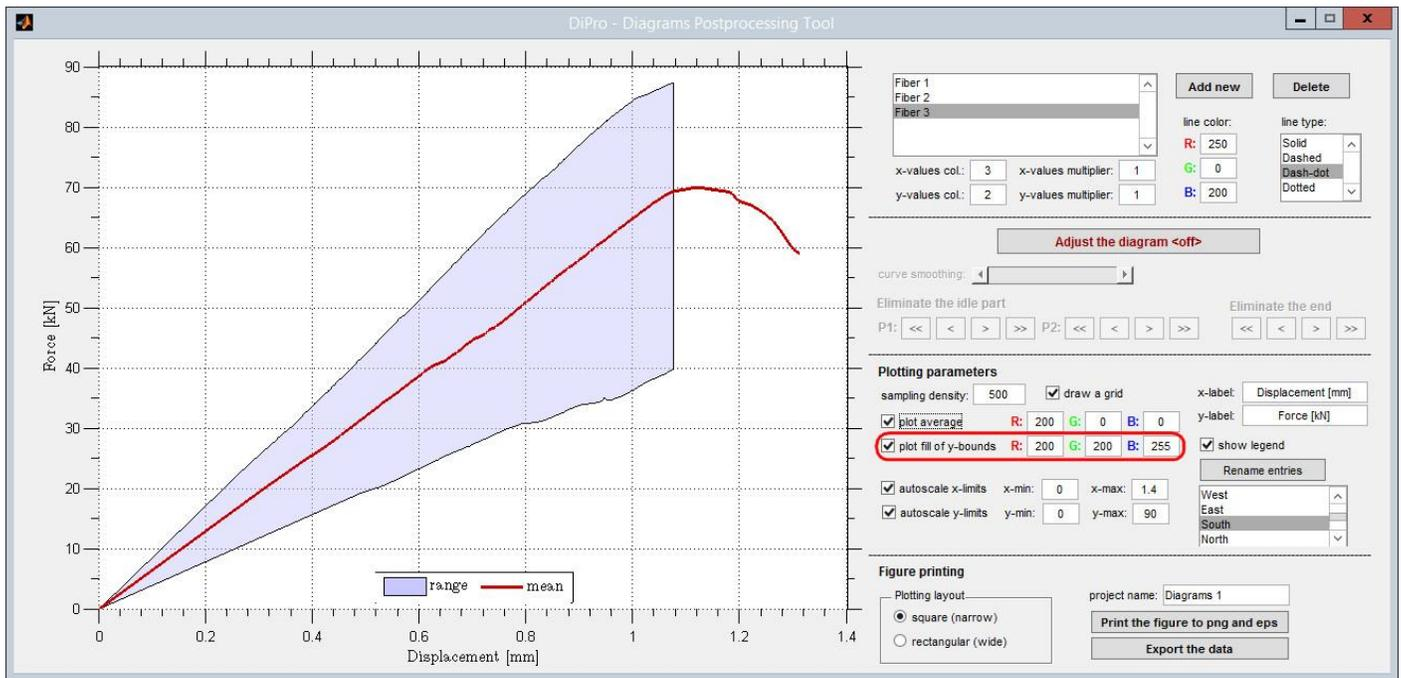 DiPro - Diagrams Postprocessing Tool
90
80
70
60
50
40
30
20
10
0
Force [kN]
0 0.2 0.4 0.6 0.8 1 1.2 1.4
Displacement [mm]
range mean
Fiber 1
Fiber 2
Fiber 3
Add new Delete
line color: line type:
R: 250
G: 0
B: 200
Solid
Dashed
Dash-dot
Dotted
x-values col.: 3 x-values multiplier: 1
y-values col.: 2 y-values multiplier: 1
Adjust the diagram <off>
curve smoothing:
Eliminate the idle part Eliminate the end
P1: << < > >> P2: << < > >> << < > >>
Plotting parameters
sampling density: 500 draw a grid
plot average R: 200 G: 0 B: 0
plot fill of y-bounds R: 200 G: 200 B: 255
autoscale x-limits x-min: 0 x-max: 1.4
autoscale y-limits y-min: 0 y-max: 90
x-label: Displacement [mm]
y-label: Force [kN]
show legend
Rename entries
West
East
South
North
Figure printing
Plotting layout
square (narrow)
rectangular (wide)
project name: Diagrams 1
Print the figure to png and eps
Export the data